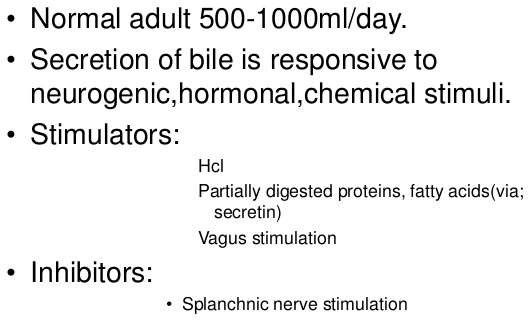 • Normal adult 500-1000ml/day.
• Secretion of bile is responsive to
neurogenic,hormonal,chemical stimuli.
• Stimulators:
Hcl
Partially digested proteins, fatty acids(via;
secretin)
Vagus stimulation
• Inhibitors:
• Splanchnic nerve stimulation